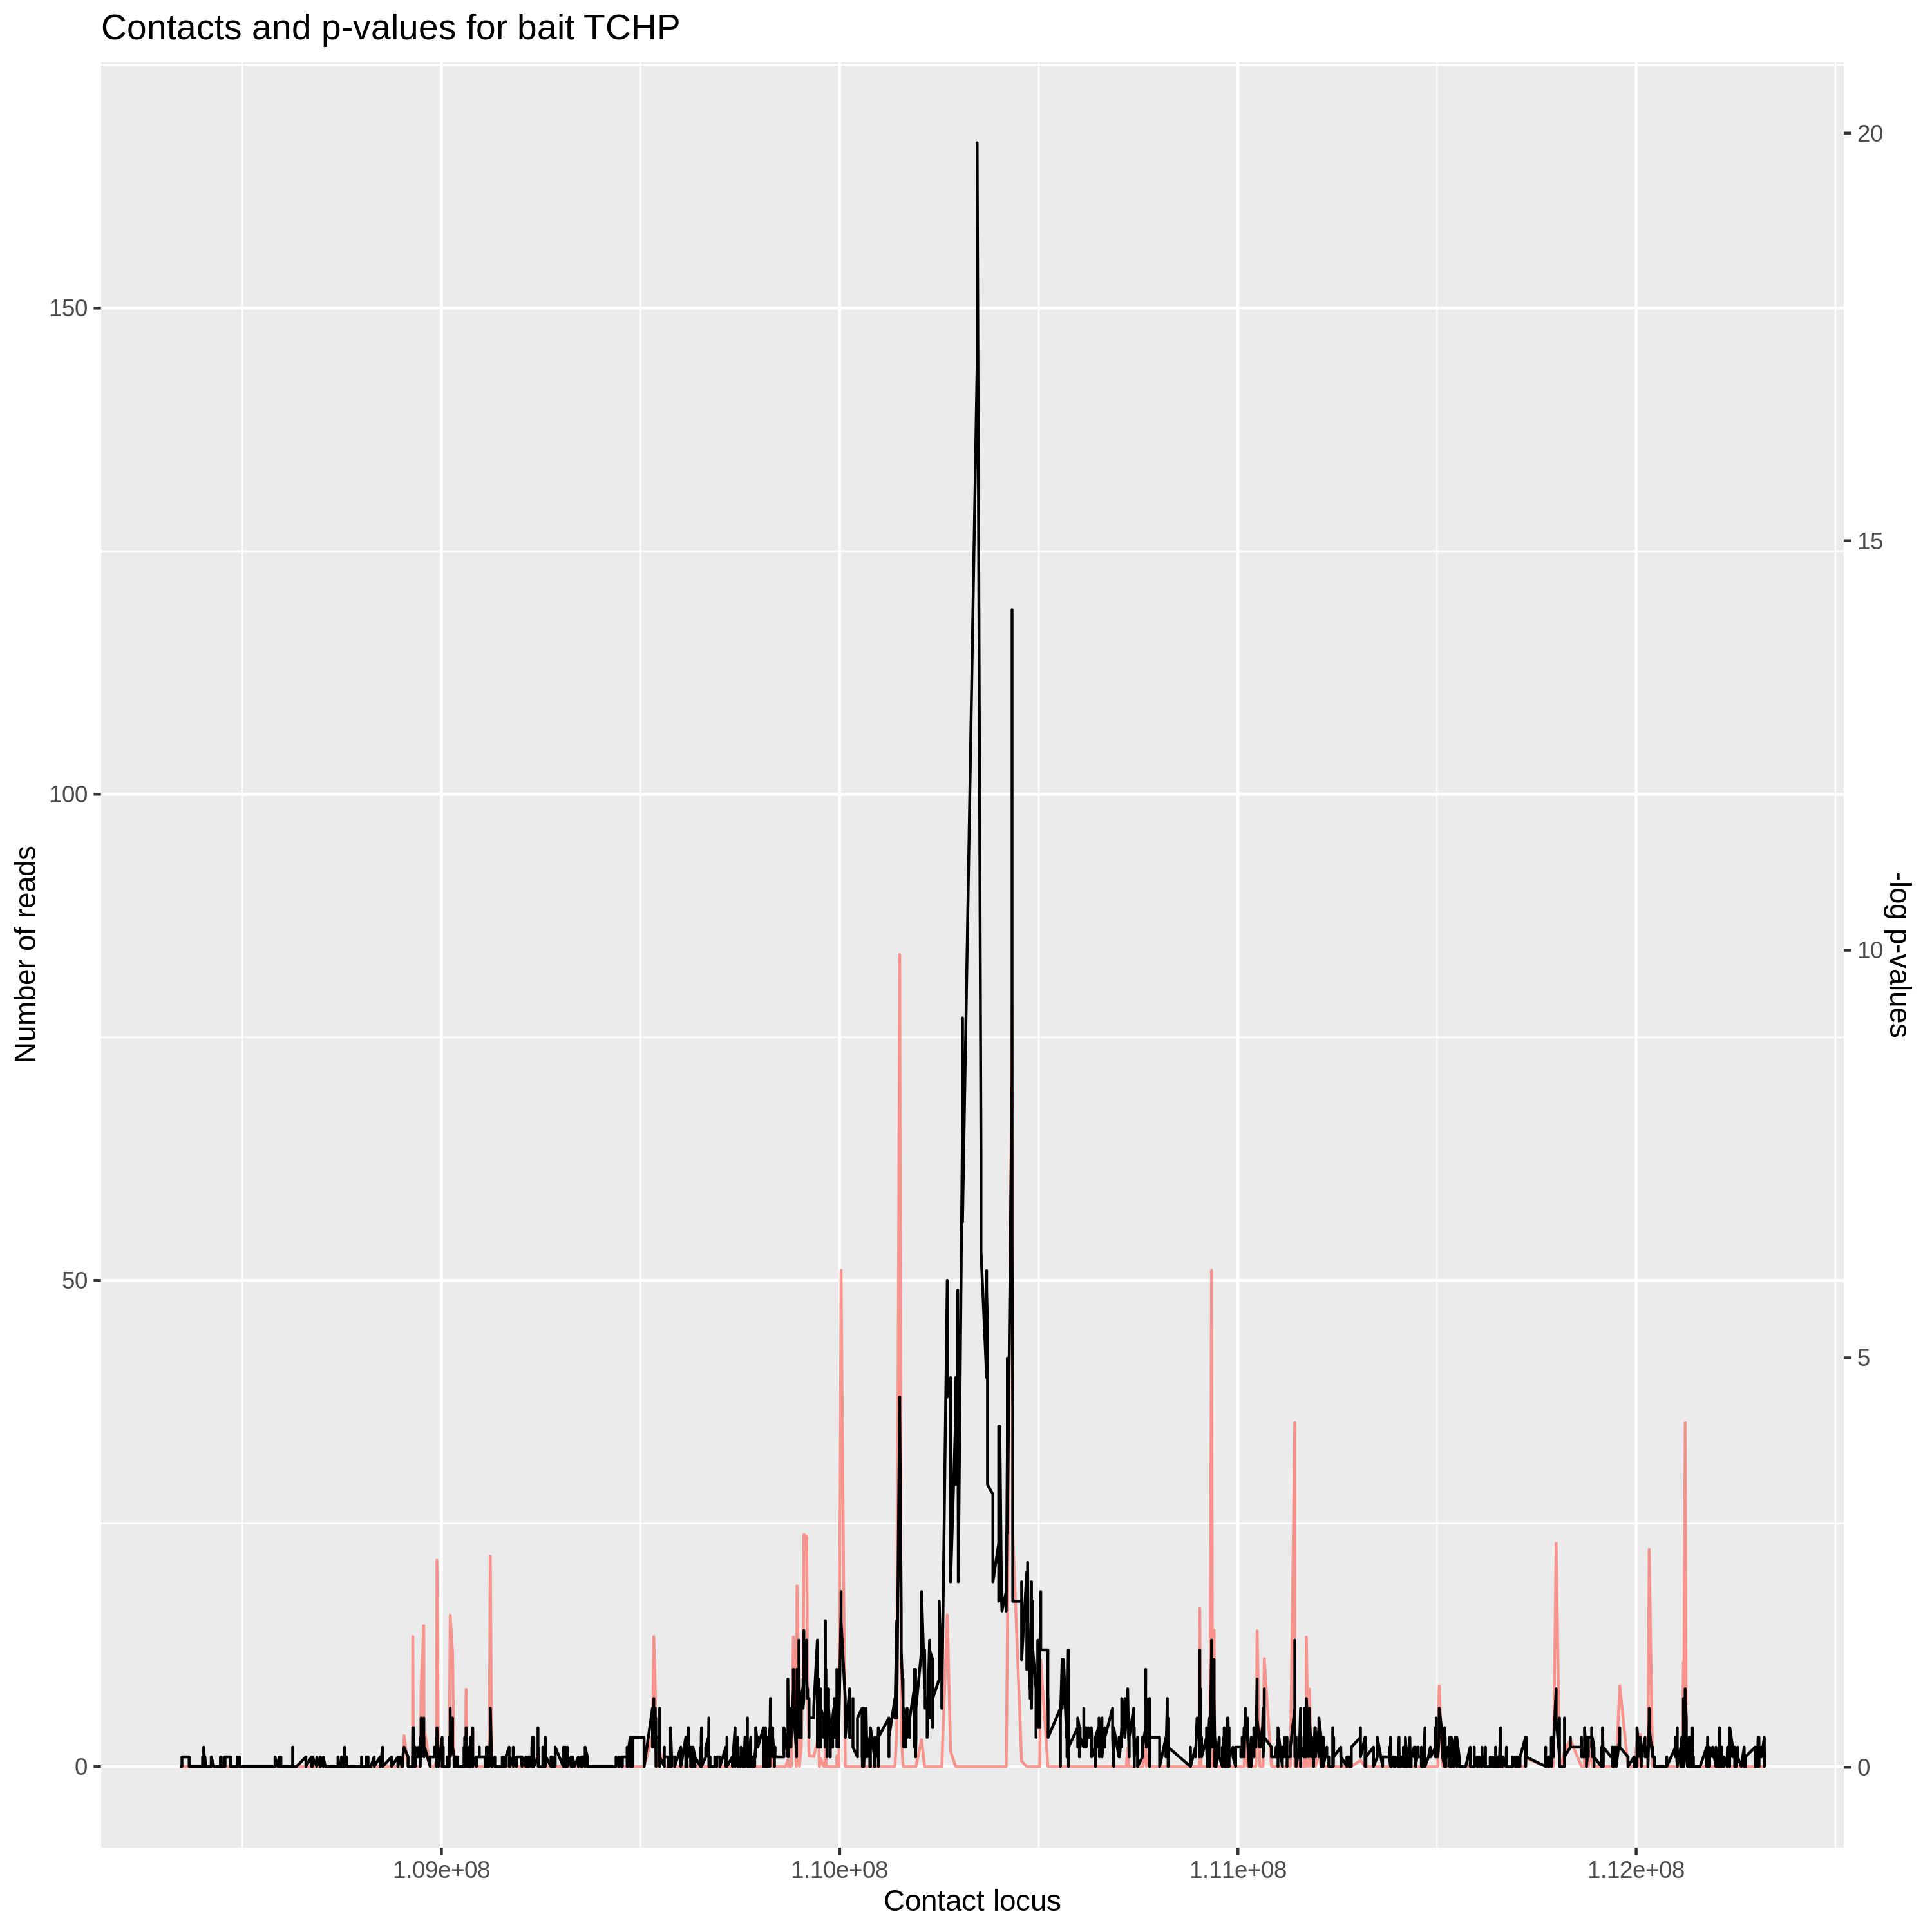 Contacts and p-values for bait TCHP
Number of reads
150
100
50
0
20
15
10
5
0
-log p-values
1.09e+08
1.10e+08
1.11e+08
1.12e+08
Contact locus